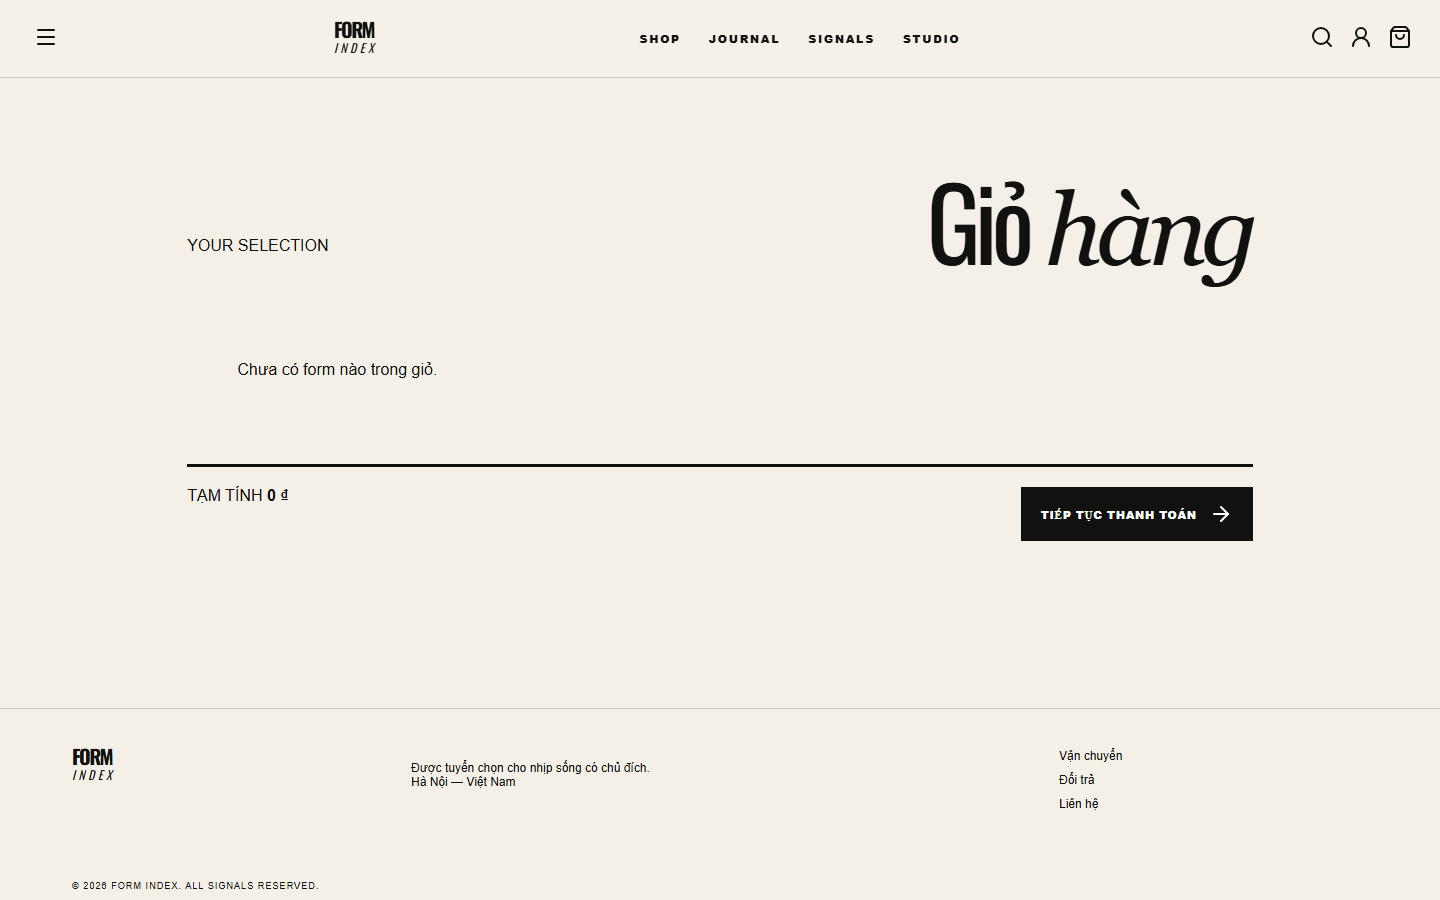 FORM
INDEX
SHOP
JOURNAL
SIGNALS
STUDIO
YOUR SELECTION
Giỏ hàng
Chưa có form nào trong giỏ.
TẠM TÍNH 0 ₫
TIẾP TỤC THANH TOÁN
FORM
INDEX
Được tuyển chọn cho nhịp sống có chủ đích.
Hà Nội — Việt Nam
Vận chuyển
Đổi trả
Liên hệ
© 2026 FORM INDEX. ALL SIGNALS RESERVED.